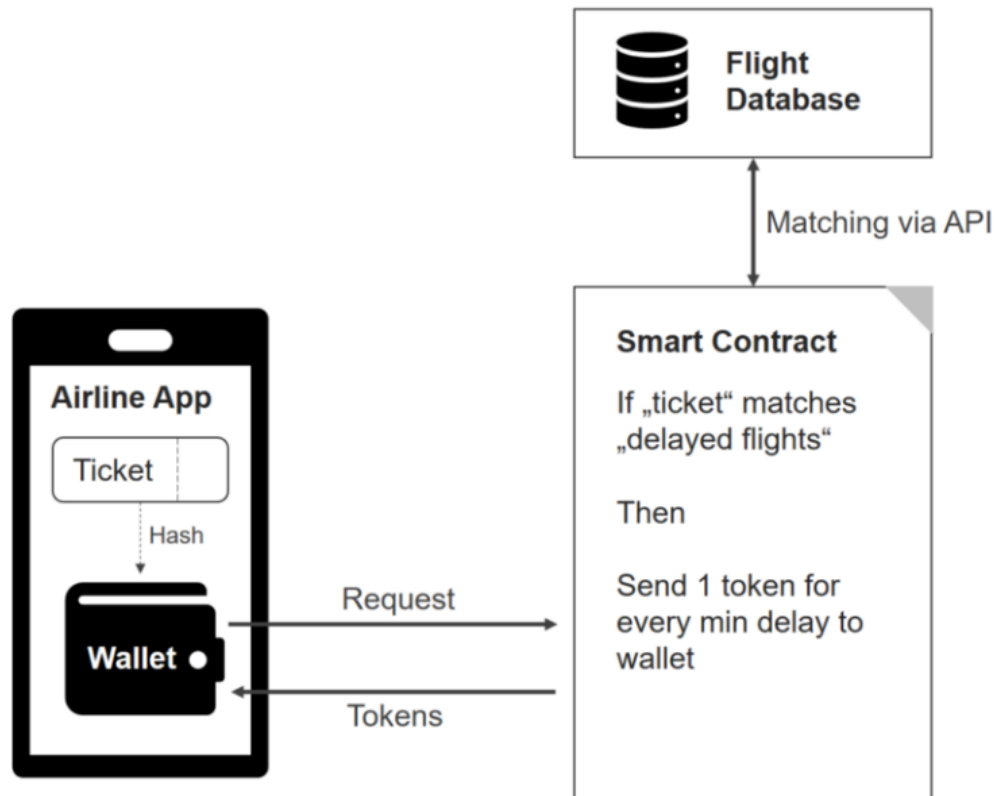 Flight
Database
Matching via API
Airline App
Ticket
Hash
Wallet
Request
Tokens
Smart Contract
If „ticket“ matches
„delayed flights“
Then
Send 1 token for
every min delay to
wallet